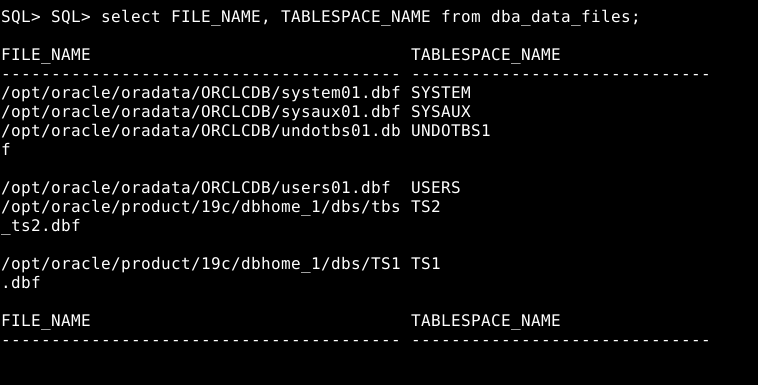 SQL> SQL> select FILE_NAME, TABLESPACE_NAME from dba_data_files;
FILE_NAME                                TABLESPACE_NAME
---------------------------------------- ------------------------------
/opt/oracle/oradata/ORCLCDB/system01.dbf SYSTEM
/opt/oracle/oradata/ORCLCDB/sysaux01.dbf SYSAUX
/opt/oracle/oradata/ORCLCDB/undotbs01.db UNDOTBS1
f
/opt/oracle/oradata/ORCLCDB/users01.dbf  USERS
/opt/oracle/product/19c/dbhome_1/dbs/tbs TS2
_ts2.dbf
/opt/oracle/product/19c/dbhome_1/dbs/TS1 TS1
.dbf
FILE_NAME                                TABLESPACE_NAME
---------------------------------------- ------------------------------